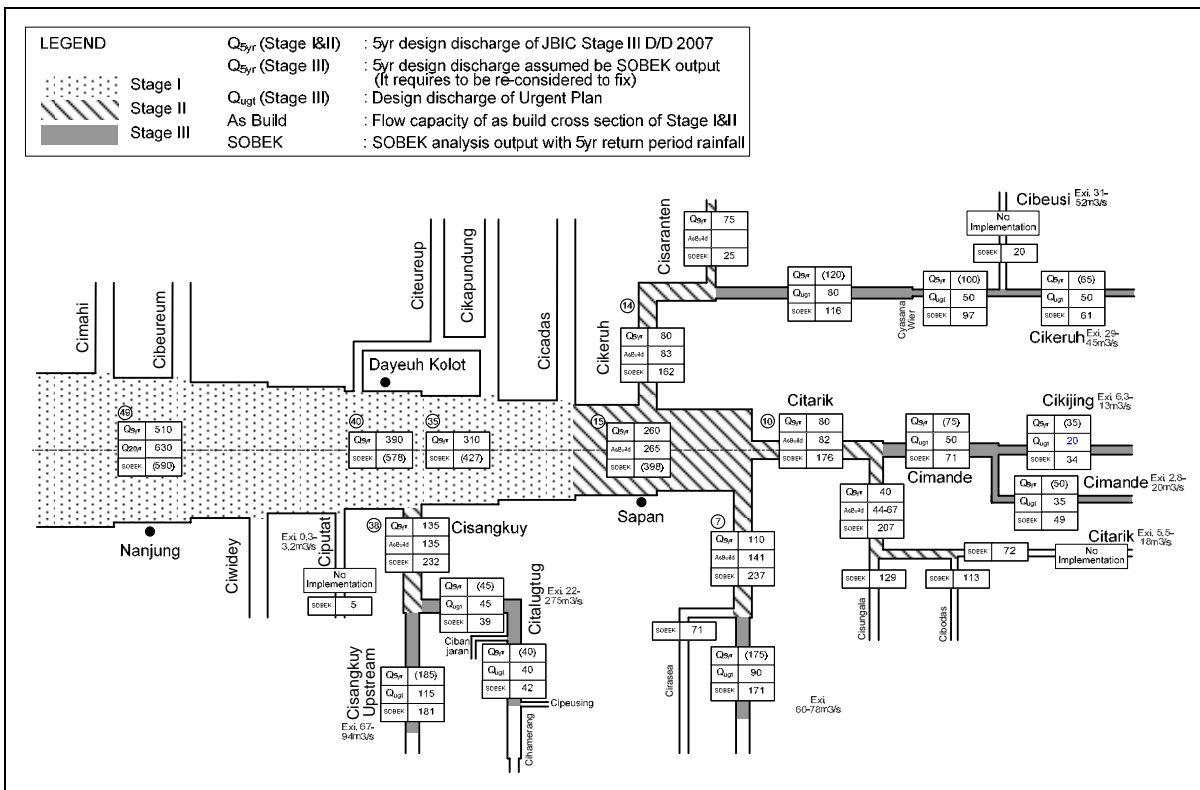 LEGEND
Q5yr (Stage I&II) : 5yr design discharge of JBIC Stage III D/D 2007
Q5yr (Stage III) : 5yr design discharge assumed be SOBEK output
(It requires to be re-considered to fix)
Qugt (Stage III) : Design discharge of Urgent Plan
As Build : Flow capacity of as build cross section of Stage I&II
SOBEK : SOBEK analysis output with 5yr return period rainfall
Stage I
Stage II
Stage III
Cimahi
Cibeureum
Citeureup
Cikapundung
Cicadas
Dayeuh Kolot
Cikeruh
Cisaranten
Q5yr 75
AsBuild
SOBEK 25
Cibeusi Exi. 31-
52m3/s
No
Implementation
SOBEK 20
Q5yr (120)
Qugt 80
SOBEK 116
Cyasana
Wier
Q5yr (100)
Qugt 50
SOBEK 97
Q5yr (65)
Qugt 50
SOBEK 61
Cikeruh Exi. 29-
45m3/s
14
Q5yr 80
AsBuild 83
SOBEK 162
49
Q5yr 510
Q20yr 630
SOBEK (590)
40
Q5yr 390
SOBEK (578)
35
Q5yr 310
SOBEK (427)
15
Q5yr 260
AsBuild 265
SOBEK (398)
10
Citarik
Q5yr 80
AsBuild 82
SOBEK 176
Q5yr (75)
Qugt 50
SOBEK 71
Cimande
Cikijing Exi. 6,3-
13m3/s
Q5yr (35)
Qugt 20
SOBEK 34
Cimande Exi. 2,8-
20m3/s
Q5yr (50)
Qugt 35
SOBEK 49
Q5yr 40
AsBuild 44-67
SOBEK 207
Citarik Exi. 5,5-
18m3/s
SOBEK 72
No
Implementation
SOBEK 129
SOBEK 113
Cisungala
Cibodas
Nanjung
Ciwidey
Ciputat
Exi. 0,3-
3,2m3/s
No
Implementation
SOBEK 5
38
Cisangkuy
Q5yr 135
AsBuild 135
SOBEK 232
Sapan
7
Q5yr 110
AsBuild 141
SOBEK 237
Q5yr (45)
Qugt 45
SOBEK 39
Citalugtug
Exi. 22-
275m3/s
Ciban
jaran
Q5yr (40)
Qugt 40
SOBEK 42
Cipeusing
Cihamerang
Cisangkuy
Upstream
Exi. 67-
94m3/s
Q5yr (185)
Qugt 115
SOBEK 181
SOBEK 71
Cirasea
Q5yr (175)
Qugt 90
SOBEK 171
Exi.
60-78m3/s